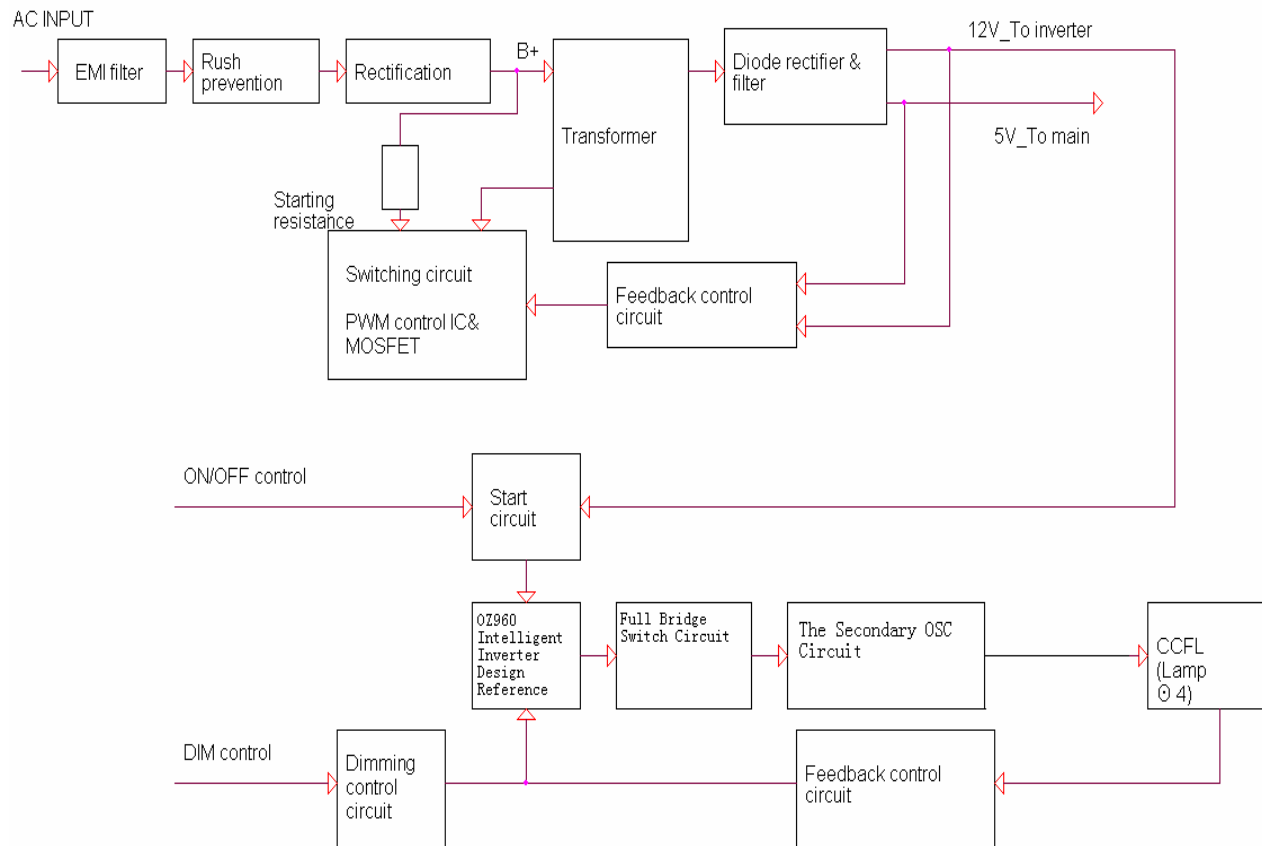 AC INPUT
EMI filter
Rush
prevention
Rectification
B+
Transformer
Diode rectifier &
filter
12V_To inverter
5V_To main
Starting
resistance
Switching circuit
PWM control IC&
MOSFET
Feedback control
circuit
ON/OFF control
Start
circuit
OZ960
Intelligent
Inverter
Design
Reference
Full Bridge
Switch Circuit
The Secondary OSC
Circuit
CCFL
(Lamp
⊙ 4)
DIM control
Dimming
control
circuit
Feedback control
circuit